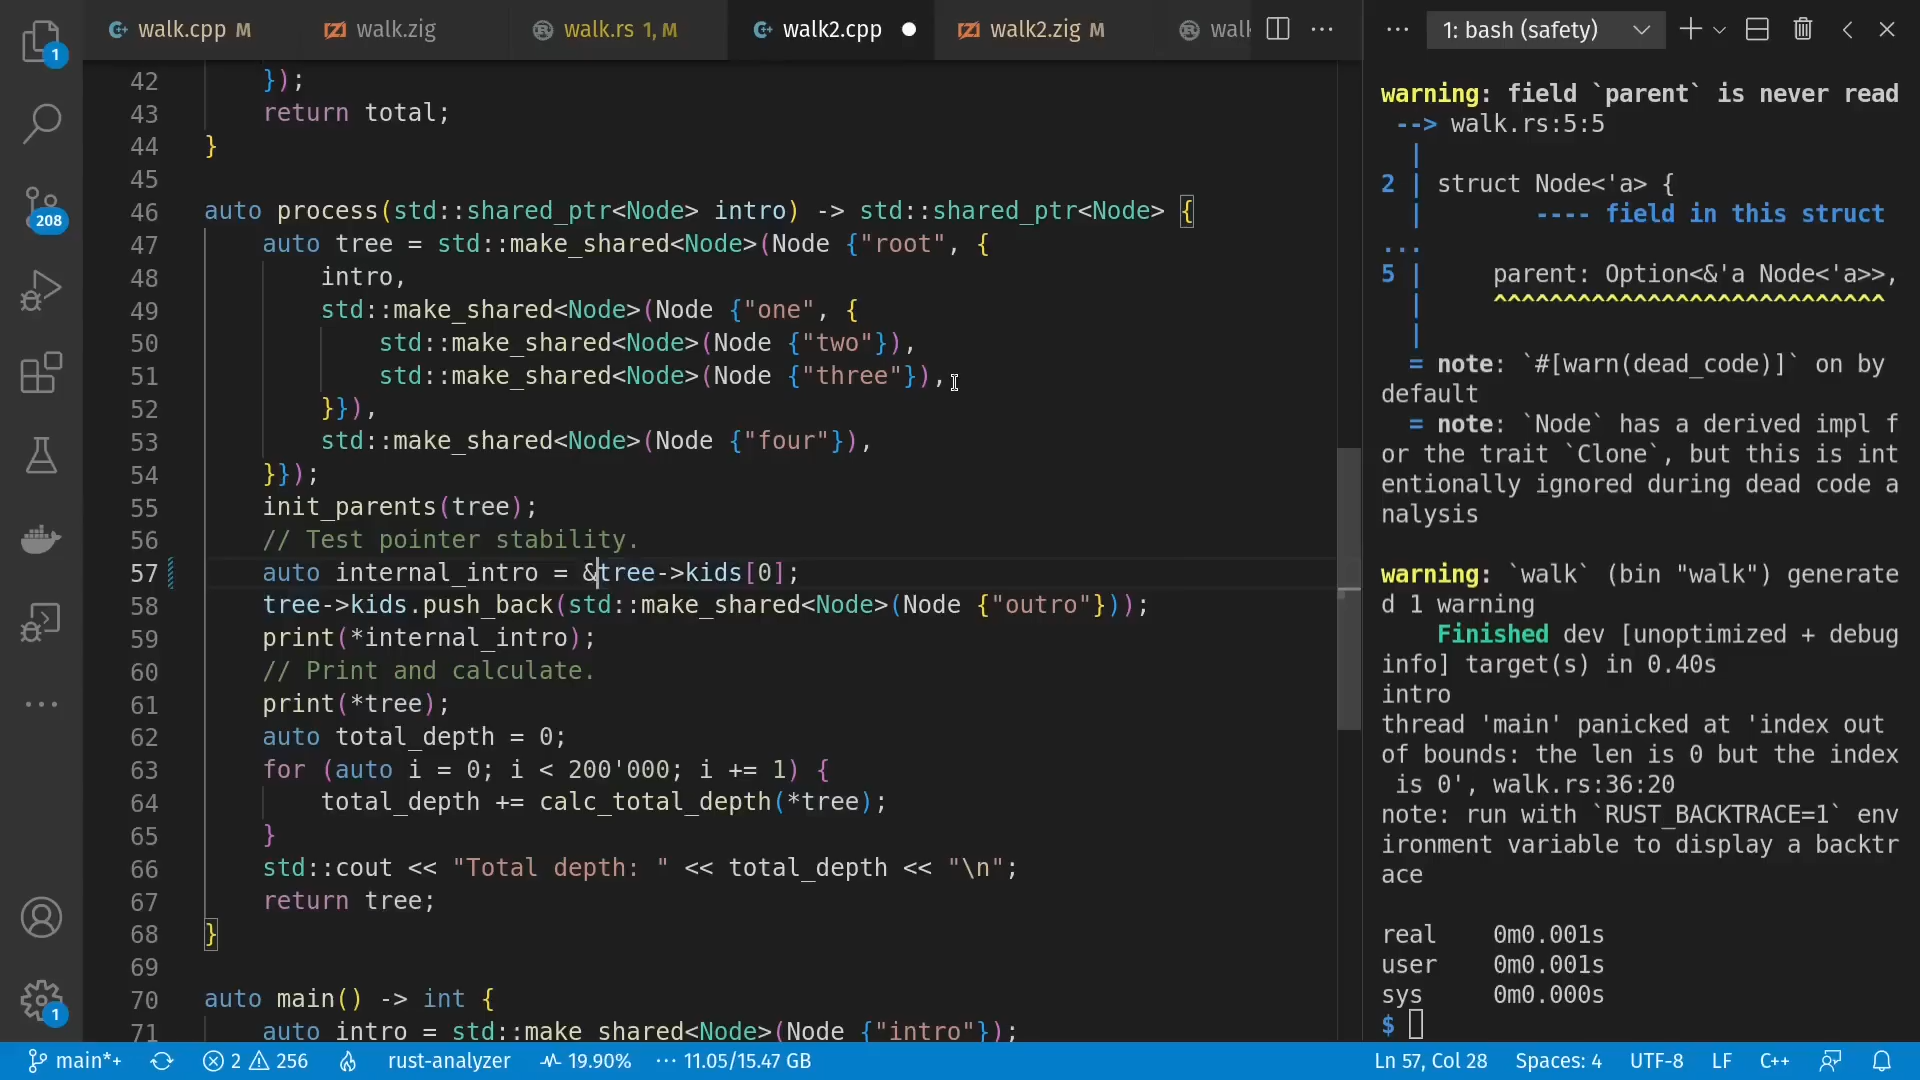 walk.cpp M
walk.zig
walk.rs 1, M
walk2.cpp
walk2.zig M
1: bash (safety)
1
208
1
42 });
43 return total;
44 }
45
46 auto process(std::shared_ptr<Node> intro) -> std::shared_ptr<Node> {
47 auto tree = std::make_shared<Node>(Node {"root", {
48 intro,
49 std::make_shared<Node>(Node {"one", {
50 std::make_shared<Node>(Node {"two"}),
51 std::make_shared<Node>(Node {"three"}),
52 }}),
53 std::make_shared<Node>(Node {"four"}),
54 }});
55 init_parents(tree);
56 // Test pointer stability.
57 auto internal_intro = &tree->kids[0];
58 tree->kids.push_back(std::make_shared<Node>(Node {"outro"}));
59 print(*internal_intro);
60 // Print and calculate.
61 print(*tree);
62 auto total_depth = 0;
63 for (auto i = 0; i < 200'000; i += 1) {
64 total_depth += calc_total_depth(*tree);
65 }
66 std::cout << "Total depth: " << total_depth << "\n";
67 return tree;
68 }
69
70 auto main() -> int {
71 auto intro = std::make_shared<Node>(Node {"intro"});
warning: field `parent` is never read
--> walk.rs:5:5
|
2 | struct Node<'a> {
| ---- field in this struct
...
5 | parent: Option<&'a Node<'a>>,
| ^^^^^^^^^^^^^^^^^^^^^^^^^^^^
|
= note: `#[warn(dead_code)]` on by
default
= note: `Node` has a derived impl f
or the trait `Clone`, but this is int
entionally ignored during dead code a
nalysis
warning: `walk` (bin "walk") generate
d 1 warning
Finished dev [unoptimized + debug
info] target(s) in 0.40s
intro
thread 'main' panicked at 'index out
of bounds: the len is 0 but the index
is 0', walk.rs:36:20
note: run with `RUST_BACKTRACE=1` env
ironment variable to display a backtr
ace
real 0m0.001s
user 0m0.001s
sys 0m0.000s
$
main*+
2
256
rust-analyzer
19.90%
11.05/15.47 GB
Ln 57, Col 28
Spaces: 4
UTF-8
LF
C++